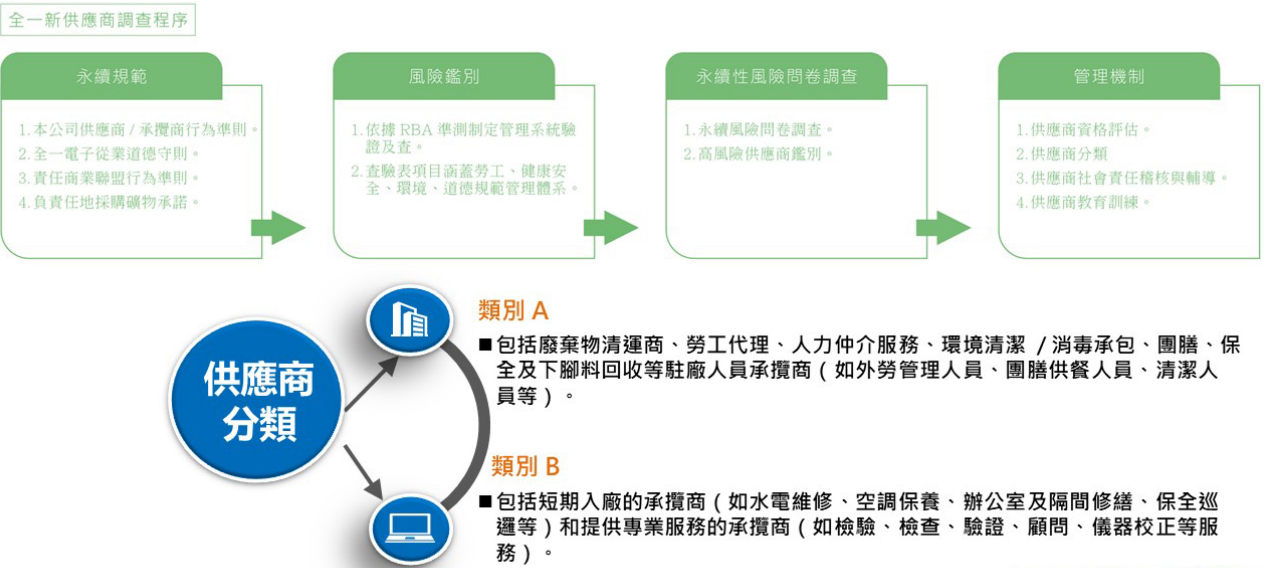 全一新供應商調查程序
永續規範
1.本公司供應商 / 承攬商行為準則。
2.全一電子從業道德守則。
3.責任商業聯盟行為準則。
4.負責任地採購礦物承諾。
風險鑑別
1.依據 RBA 準測制定管理系統驗
證及查。
2.查驗表項目涵蓋勞工、健康安
全、環境、道德規範管理體系。
永續性風險問卷調查
1.永續風險問卷調查。
2.高風險供應商鑑別。
管理機制
1.供應商資格評估。
2.供應商分類
3.供應商社會責任稽核與輔導。
4.供應商教育訓練。
供應商
分類
類別 A
■包括廢棄物清運商、勞工代理、人力仲介服務、環境清潔 / 消毒承包、團膳、保
全及下腳料回收等駐廠人員承攬商(如外勞管理人員、團膳供餐人員、清潔人
員等)。
類別 B
■包括短期入廠的承攬商(如水電維修、空調保養、辦公室及隔間修繕、保全巡
邏等)和提供專業服務的承攬商(如檢驗、檢查、驗證、顧問、儀器校正等服
務)。